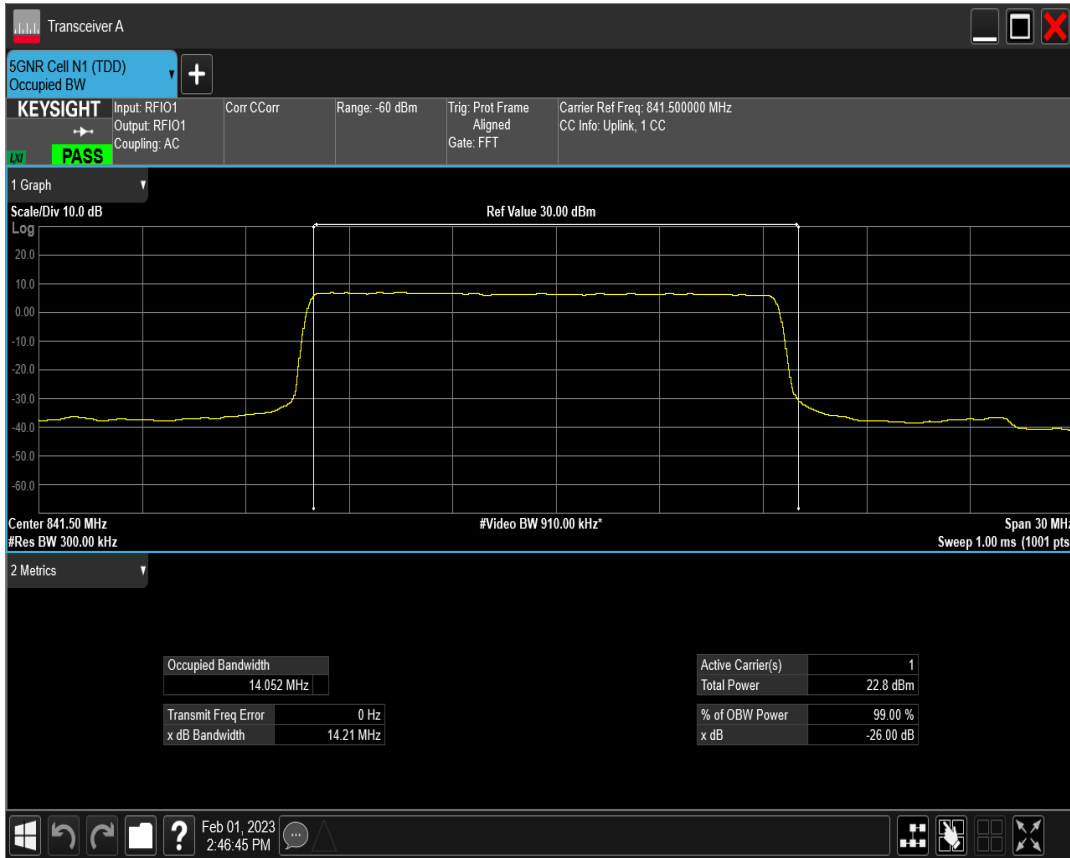 Transceiver A
5GNR Cell N1 (TDD)
Occupied BW
KEYSIGHT
LXI
PASS
Input: RFIO1
Output: RFIO1
Coupling: AC
Corr CCorr
Range: -60 dBm
Trig: Prot Frame
Aligned
Gate: FFT
Carrier Ref Freq: 841.500000 MHz
CC Info: Uplink, 1 CC
1 Graph
Scale/Div 10.0 dB
Ref Value 30.00 dBm
Log
20.0
10.0
0.00
-10.0
-20.0
-30.0
-40.0
-50.0
-60.0
Center 841.50 MHz
#Video BW 910.00 kHz*
Span 30 MHz
#Res BW 300.00 kHz
Sweep 1.00 ms (1001 pts
2 Metrics
Occupied Bandwidth
14.052 MHz
Transmit Freq Error 0 Hz
x dB Bandwidth 14.21 MHz
Active Carrier(s) 1
Total Power 22.8 dBm
% of OBW Power 99.00 %
x dB -26.00 dB
?
Feb 01, 2023
2:46:45 PM